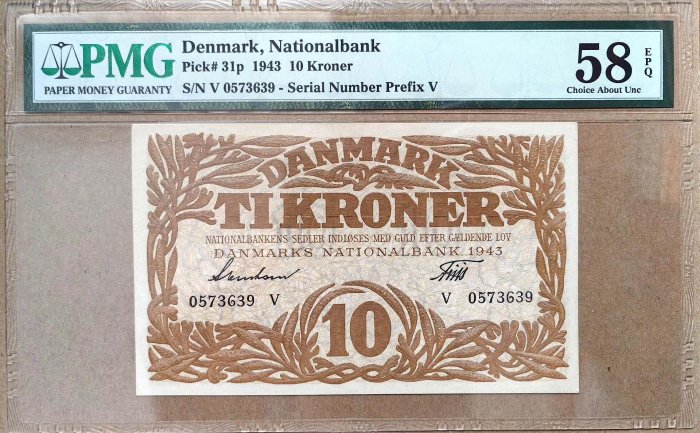 PMG
PAPER MONEY GUARANTY
Denmark, Nationalbank
Pick# 31p 1943 10 Kroner
S/N V 0573639 - Serial Number Prefix V
58 EPQ
Choice About Unc
DANMARK
TI KRONER
NATIONALBANKENS SEDLER INDLØSES MED GULD EFTER GÆLDENDE LOV
DANMARKS NATIONALBANK 1943
0573639 V
V 0573639
10